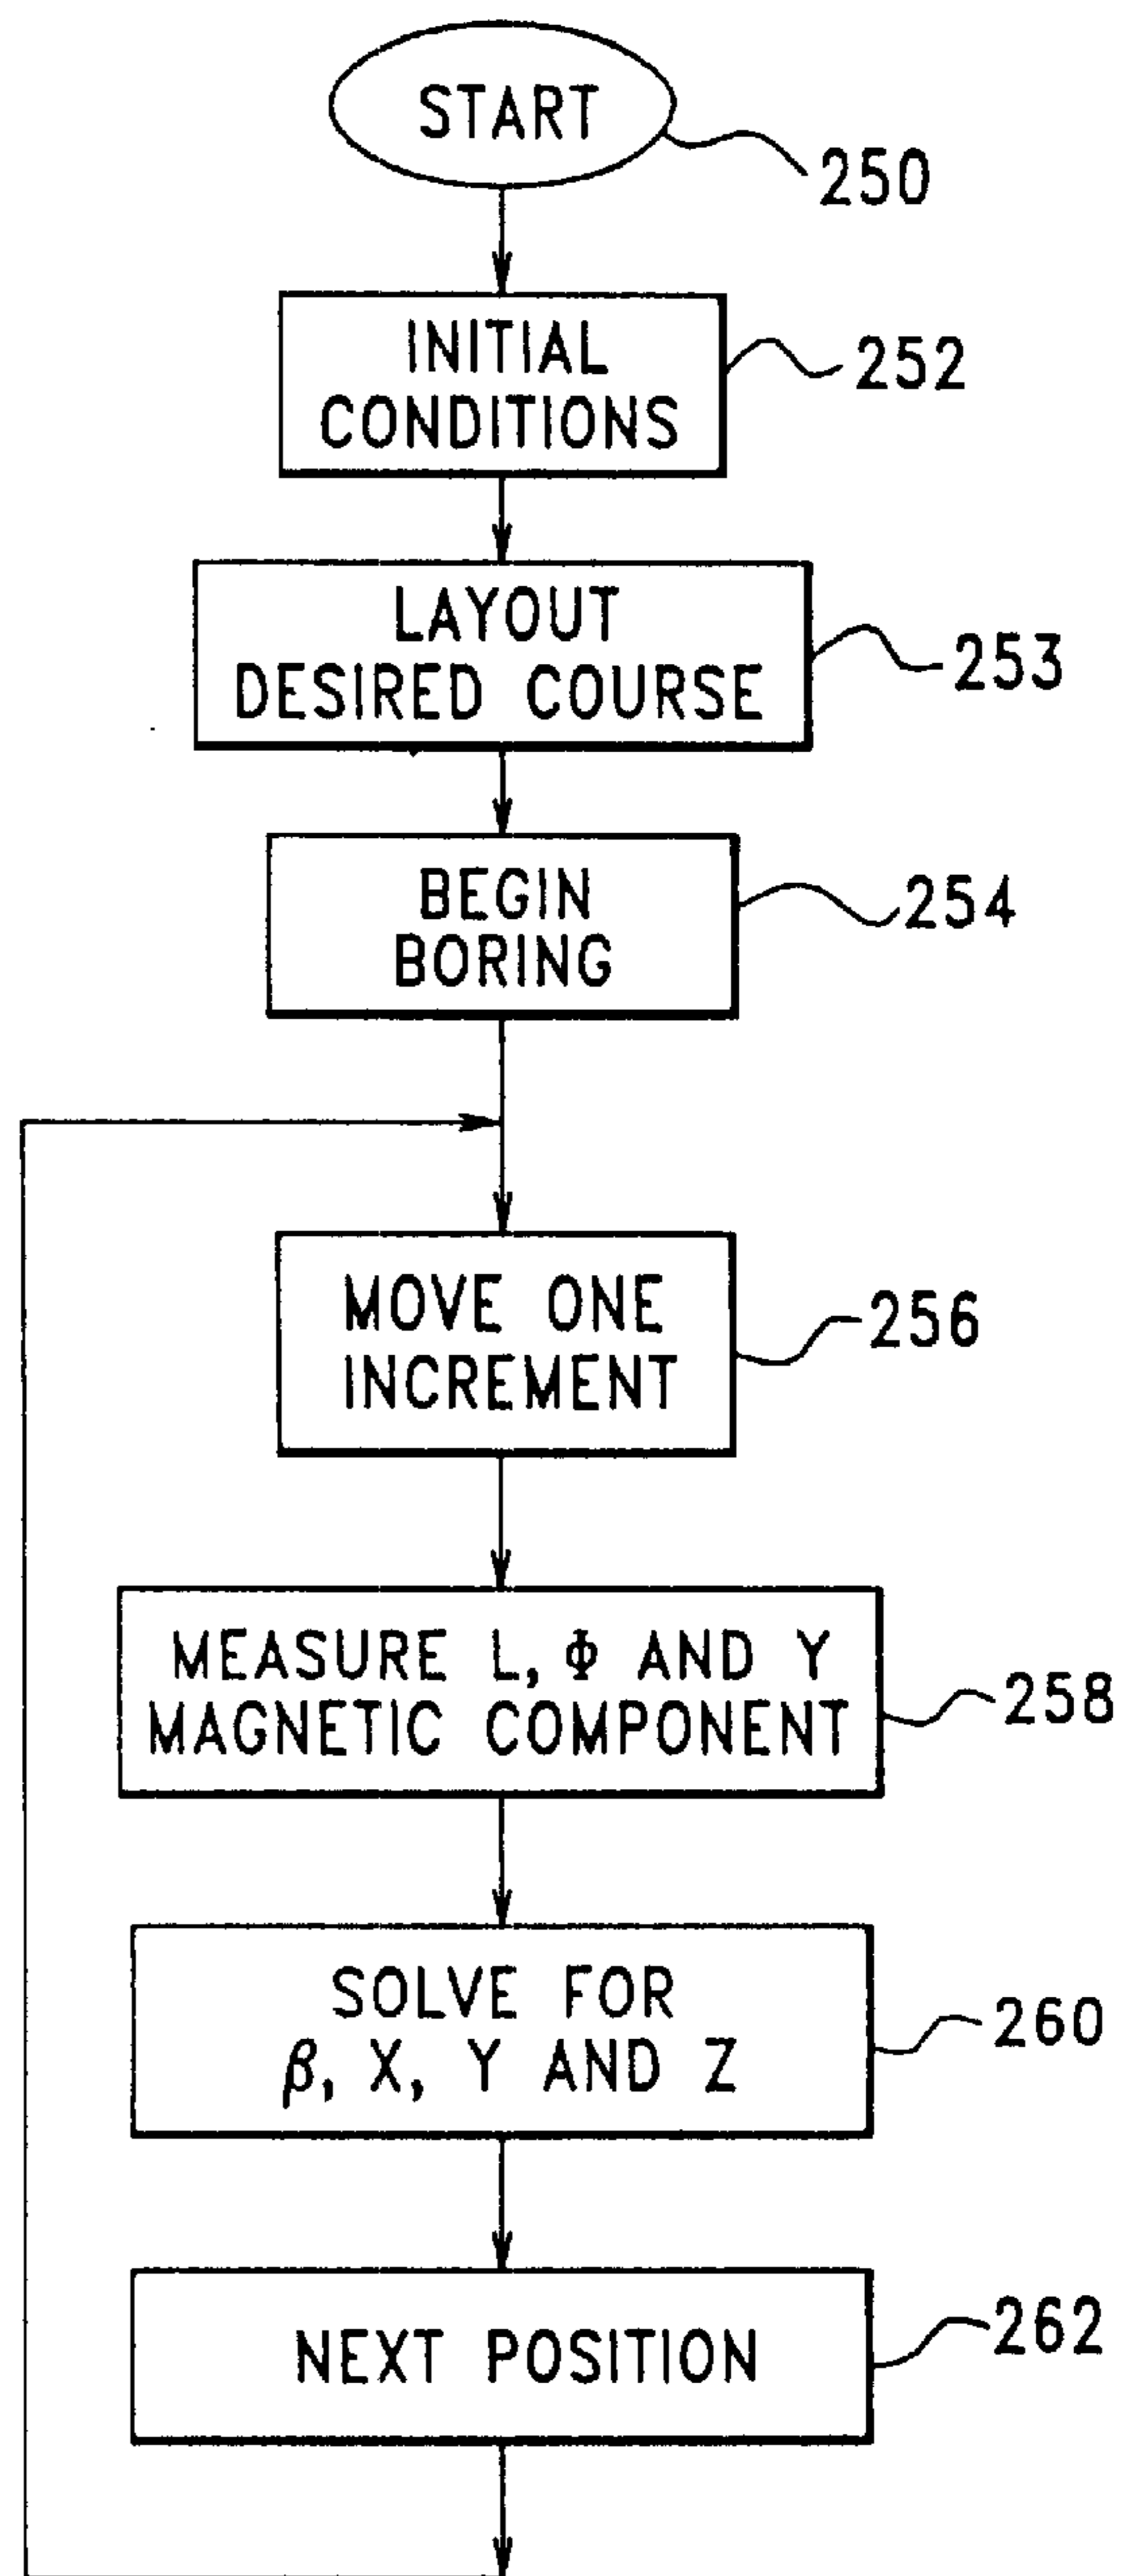 START
250
INITIAL
CONDITIONS
252
LAYOUT
DESIRED COURSE
253
BEGIN
BORING
254
MOVE ONE
INCREMENT
256
MEASURE L, Φ AND Y
MAGNETIC COMPONENT
258
SOLVE FOR
β, X, Y AND Z
260
NEXT POSITION
262